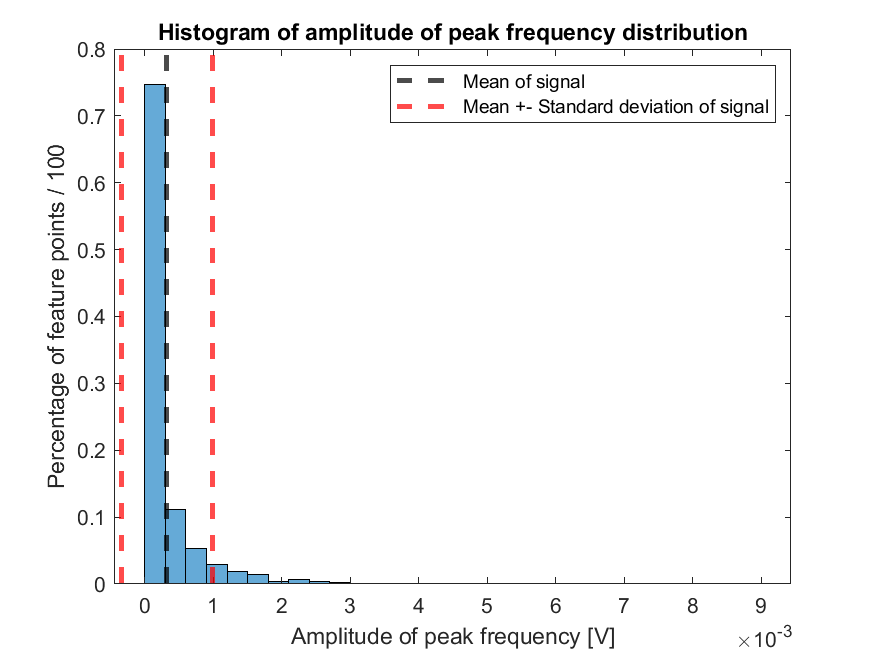 Histogram of amplitude of peak frequency distribution
Mean of signal
Mean +- Standard deviation of signal
0.8
0.7
0.6
0.5
0.4
0.3
0.2
0.1
0
Percentage of feature points / 100
0 1 2 3 4 5 6 7 8 9
Amplitude of peak frequency [V]
×10⁻³